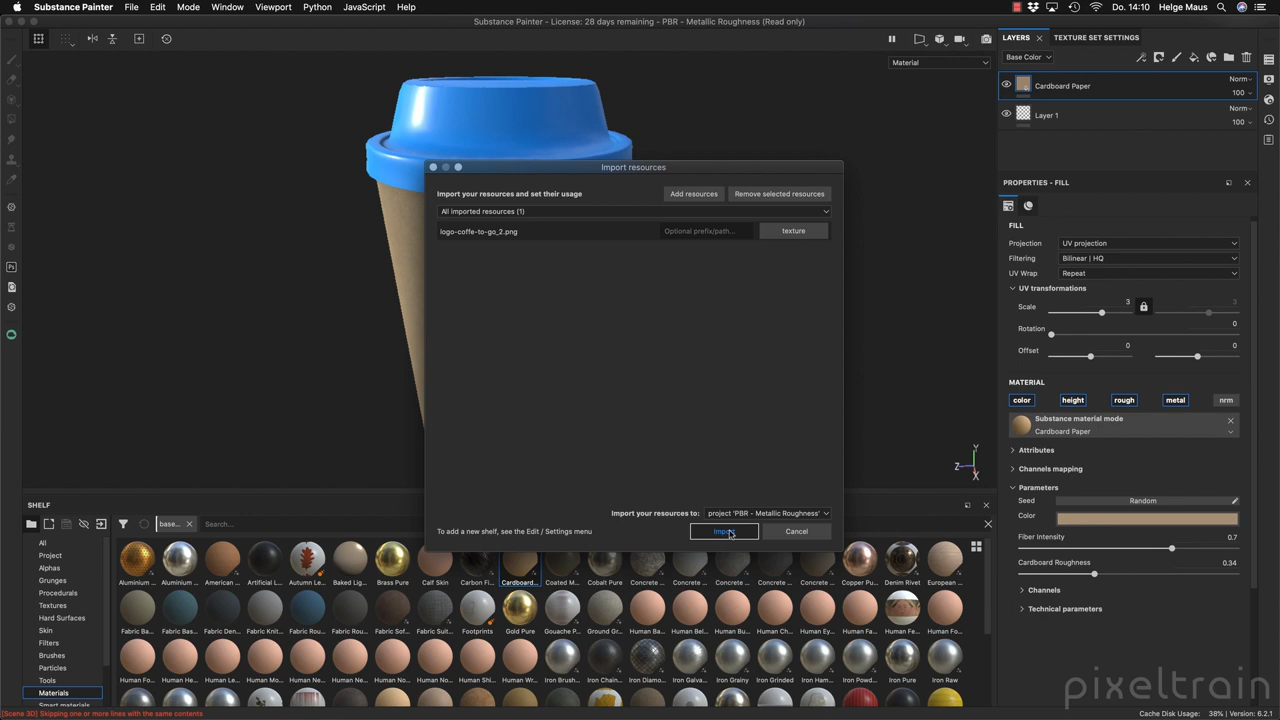 Substance Painter File Edit Mode Window Viewport Python JavaScript Help
Do. 14:10 Helge Maus
Substance Painter - License: 28 days remaining - PBR - Metallic Roughness (Read only)
Material
LAYERS TEXTURE SET SETTINGS
Base Color
Cardboard Paper Norm
100
Layer 1 Norm
100
Import resources
Import your resources and set their usage Add resources Remove selected resources
All imported resources (1)
logo-coffe-to-go_2.png Optional prefix/path... texture
Import your resources to: project 'PBR - Metallic Roughness'
To add a new shelf, see the Edit / Settings menu Import Cancel
PROPERTIES - FILL
FILL
Projection UV projection
Filtering Bilinear | HQ
UV Wrap Repeat
UV transformations
Scale 3 3
Rotation 0
Offset 0 0
MATERIAL
color height rough metal nrm
Substance material mode
Cardboard Paper
Attributes
Channels mapping
Parameters
Seed Random
Color
Fiber Intensity 0.7
Cardboard Roughness 0.34
Channels
Technical parameters
Y
Z
X
Ps
SHELF
base... Search...
All
Project
Alphas
Grunges
Procedurals
Textures
Hard Surfaces
Skin
Filters
Brushes
Particles
Tools
Materials
Smart materials
Aluminium ... Aluminium ... American ... Artificial L... Autumn Le... Baked Ligh... Brass Pure Calf Skin Carbon Fi... Cardboard... Coated M... Cobalt Pure Concrete ... Concrete ... Concrete ... Concrete ... Copper Pu... Denim Rivet European ...
Fabric Ba... Fabric Bas... Fabric Den... Fabric Knit... Fabric Rou... Fabric Rou... Fabric Sof... Fabric Suit... Footprints Gold Pure Gouache P... Ground Gr... Human Ba... Human Be... Human Bu... Human Ch... Human Ey... Human Fa... Human Fe... Human Fo...
Human Fo... Human He... Human Le... Human Mo... Human Ne... Human Ne... Human No... Human Shi... Human Wr... Iron Brush... Iron Chain... Iron Diam... Iron Galva... Iron Grainy Iron Grinded Iron Ham... Iron Powd... Iron Pure Iron Raw
pixeltrain
[Scene 3D] Skipping one or more lines with the same contents
Cache Disk Usage: 38% | Version: 6.2.1